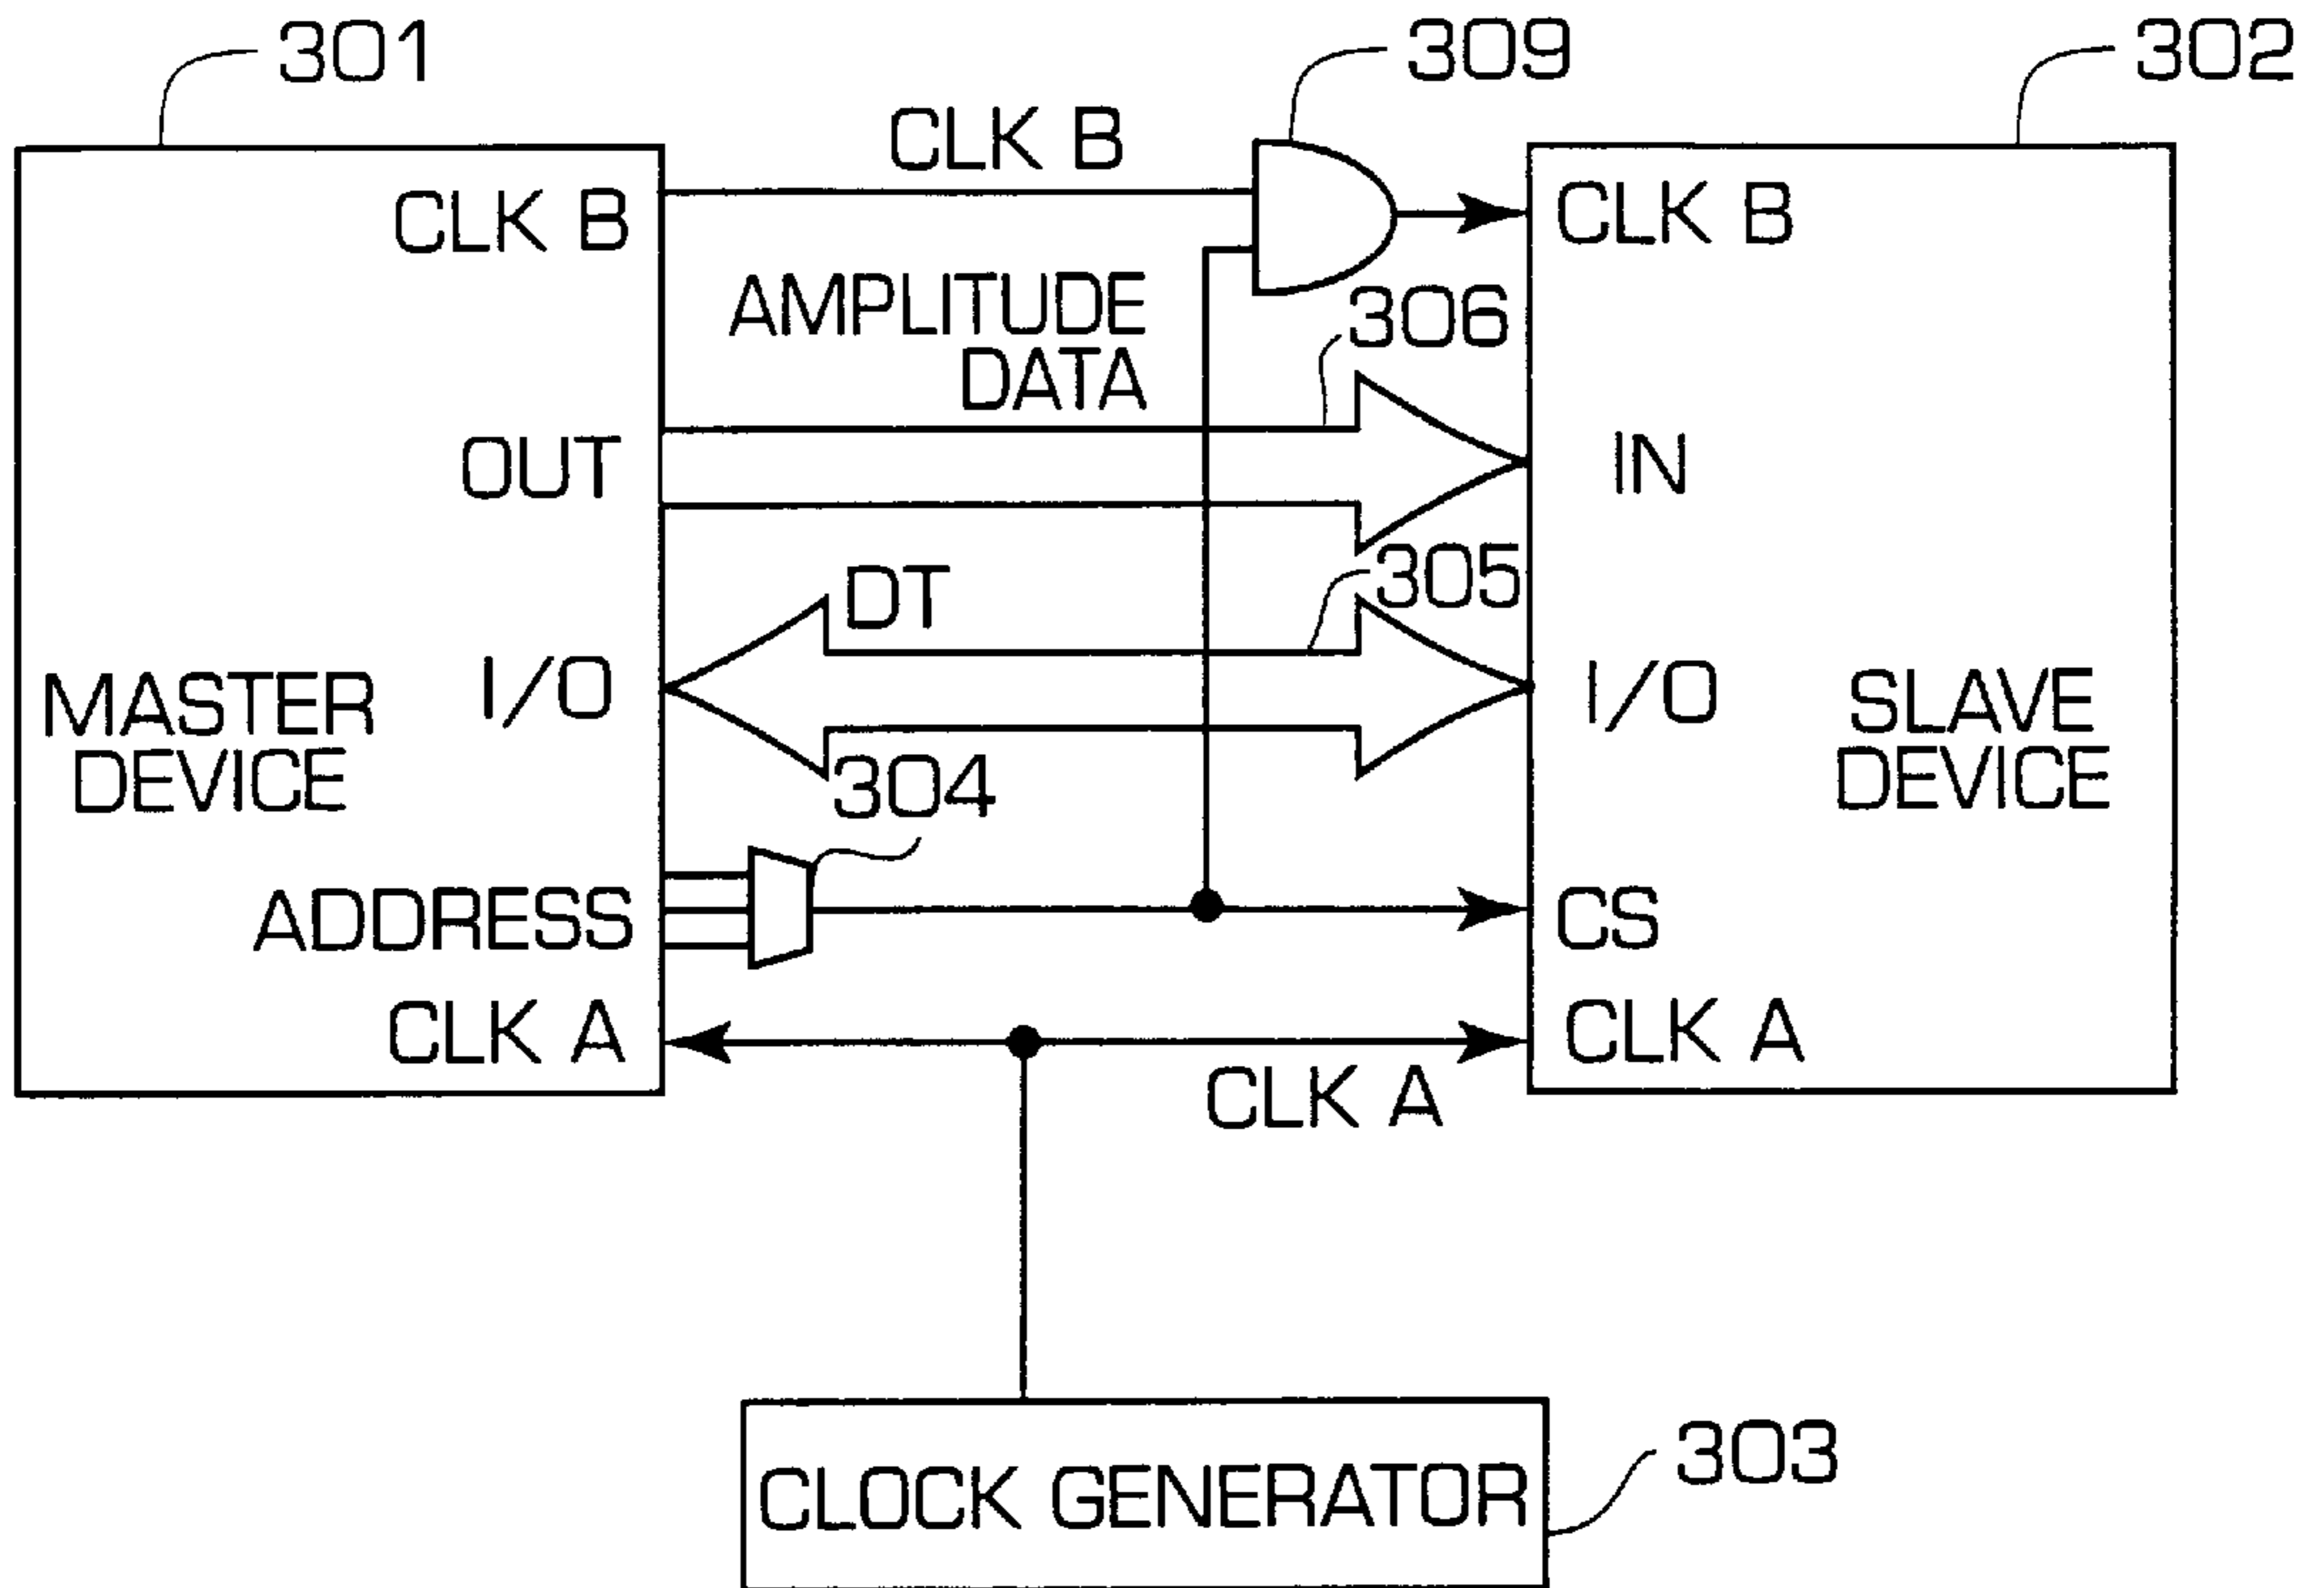 301
309
302
CLK B
CLK B
CLK B
AMPLITUDE
DATA
306
OUT
IN
DT
305
I/O
I/O
MASTER
DEVICE
SLAVE
DEVICE
304
ADDRESS
CS
CLK A
CLK A
CLK A
CLOCK GENERATOR
303